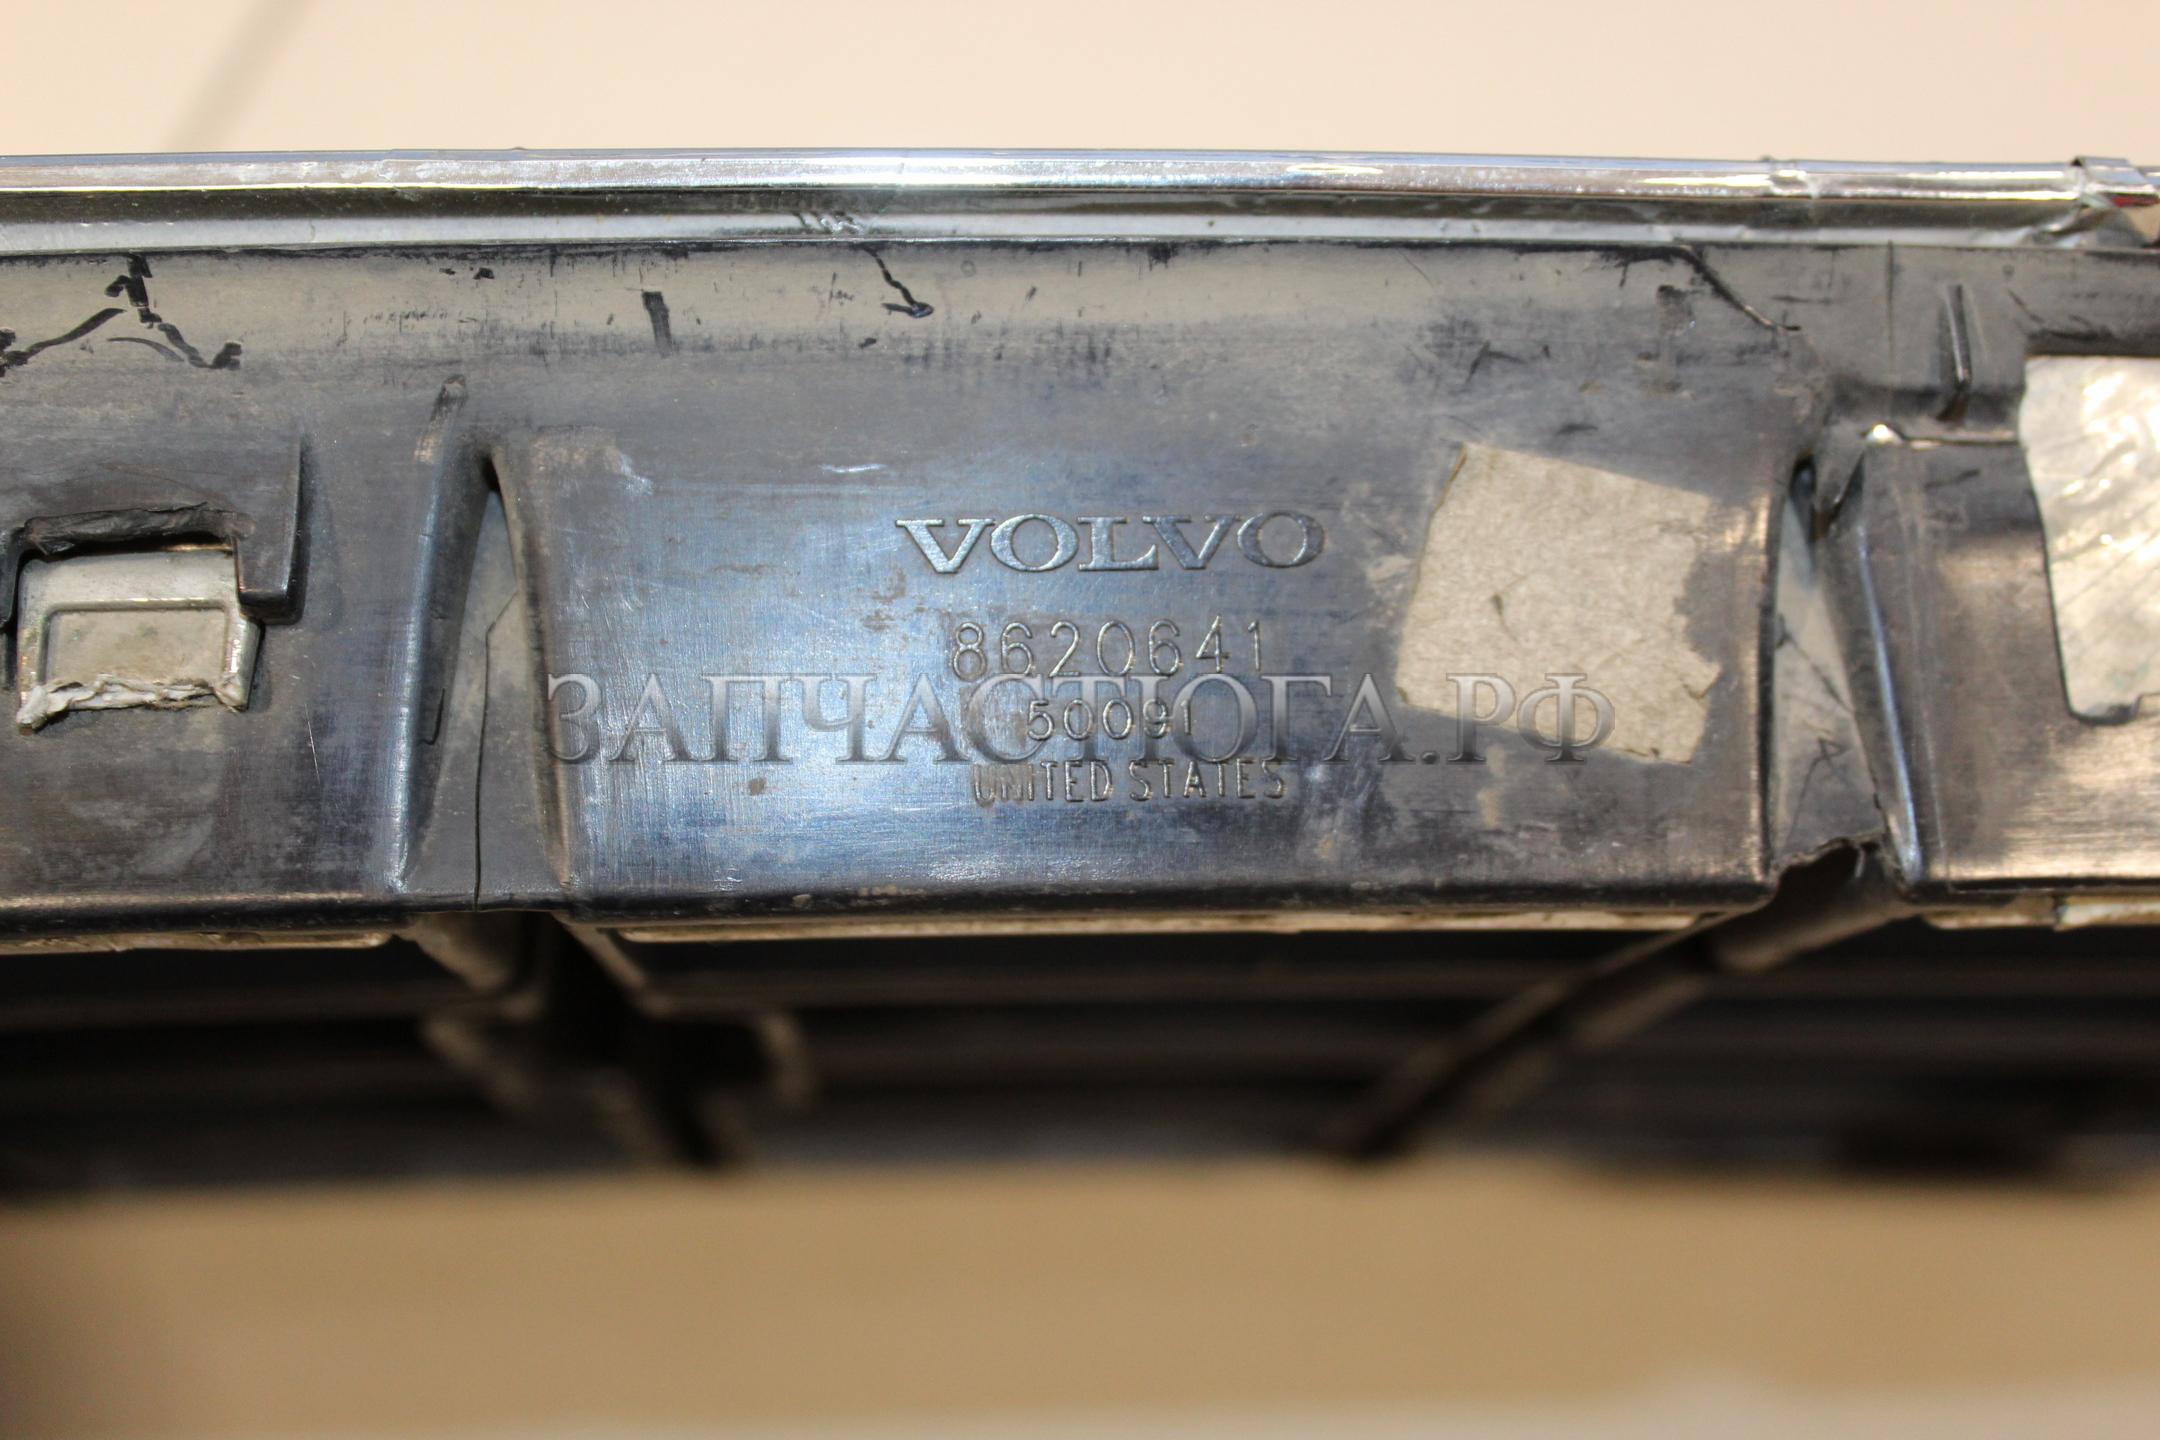 VOLVO
8620641
ЗАПЧАСТЮГА.РФ
50091
UNITED STATES